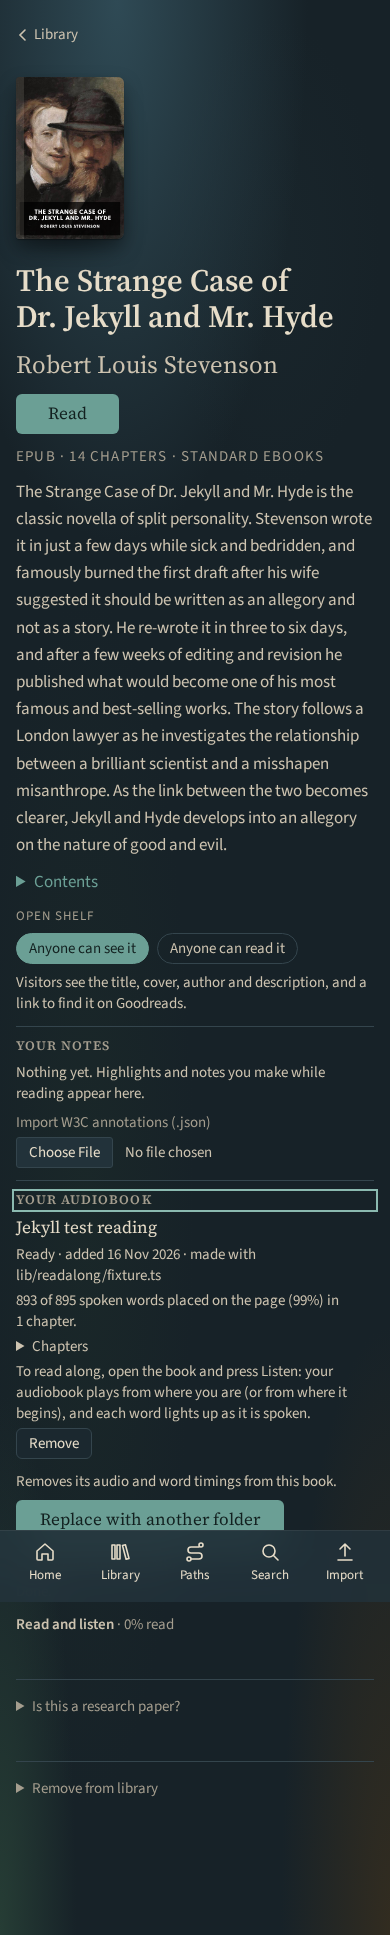 Library
THE STRANGE CASE OF
DR. JEKYLL AND MR. HYDE
ROBERT LOUIS STEVENSON
The Strange Case of
Dr. Jekyll and Mr. Hyde
Robert Louis Stevenson
Read
EPUB · 14 CHAPTERS · STANDARD EBOOKS
The Strange Case of Dr. Jekyll and Mr. Hyde is the
classic novella of split personality. Stevenson wrote
it in just a few days while sick and bedridden, and
famously burned the first draft after his wife
suggested it should be written as an allegory and
not as a story. He re-wrote it in three to six days,
and after a few weeks of editing and revision he
published what would become one of his most
famous and best-selling works. The story follows a
London lawyer as he investigates the relationship
between a brilliant scientist and a misshapen
misanthrope. As the link between the two becomes
clearer, Jekyll and Hyde develops into an allegory
on the nature of good and evil.
Contents
OPEN SHELF
Anyone can see it
Anyone can read it
Visitors see the title, cover, author and description, and a
link to find it on Goodreads.
YOUR NOTES
Nothing yet. Highlights and notes you make while
reading appear here.
Import W3C annotations (.json)
Choose File
No file chosen
YOUR AUDIOBOOK
Jekyll test reading
Ready · added 16 Nov 2026 · made with
lib/readalong/fixture.ts
893 of 895 spoken words placed on the page (99%) in
1 chapter.
Chapters
To read along, open the book and press Listen: your
audiobook plays from where you are (or from where it
begins), and each word lights up as it is spoken.
Remove
Removes its audio and word timings from this book.
Replace with another folder
Home
Library
Paths
Search
Import
Read and listen · 0% read
Is this a research paper?
Remove from library